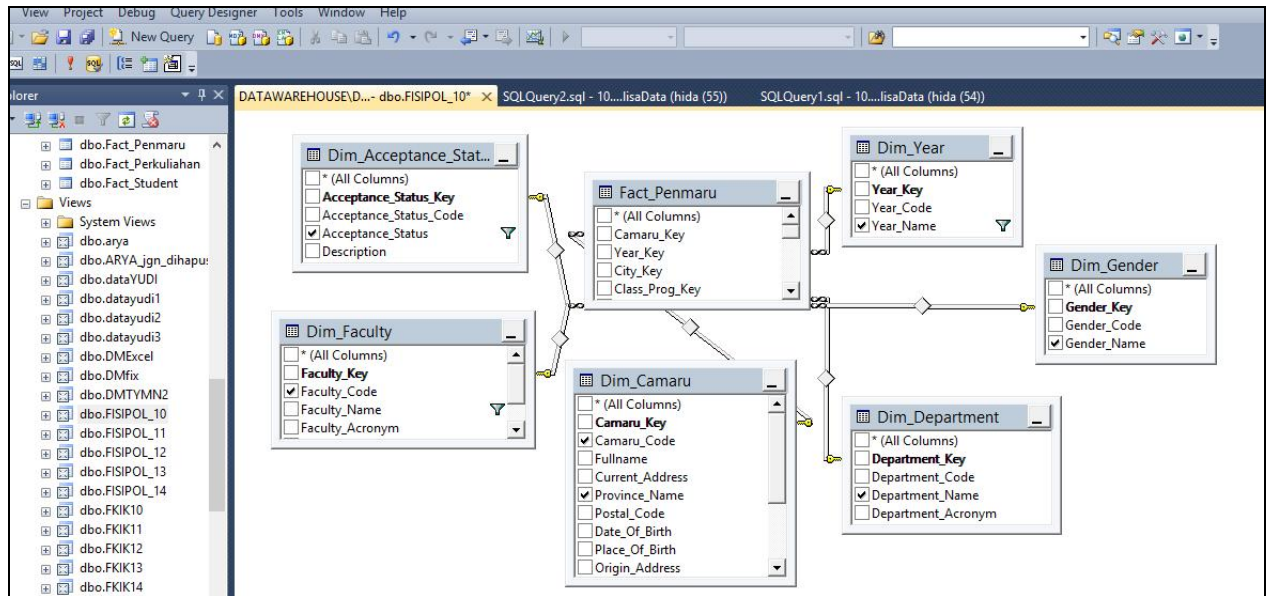 View Project Debug Query Designer Tools Window Help
New Query
DATAWAREHOUSE\D...- dbo.FISIPOL_10* SQLQuery2.sql - 10....lisaData (hida (55)) SQLQuery1.sql - 10....lisaData (hida (54))
dbo.Fact_Penmaru
dbo.Fact_Perkuliahan
dbo.Fact_Student
Views
System Views
dbo.arya
dbo.ARYA_jgn_dihapu
dbo.dataYUDI
dbo.datayudi1
dbo.datayudi2
dbo.datayudi3
dbo.DMExcel
dbo.DMfix
dbo.DMTYMN2
dbo.FISIPOL_10
dbo.FISIPOL_11
dbo.FISIPOL_12
dbo.FISIPOL_13
dbo.FISIPOL_14
dbo.FKIK10
dbo.FKIK11
dbo.FKIK12
dbo.FKIK13
dbo.FKIK14
Dim_Acceptance_Stat...
* (All Columns)
Acceptance_Status_Key
Acceptance_Status_Code
Acceptance_Status
Description
Fact_Penmaru
* (All Columns)
Camaru_Key
Year_Key
City_Key
Class_Prog_Key
Dim_Year
* (All Columns)
Year_Key
Year_Code
Year_Name
Dim_Gender
* (All Columns)
Gender_Key
Gender_Code
Gender_Name
Dim_Faculty
* (All Columns)
Faculty_Key
Faculty_Code
Faculty_Name
Faculty_Acronym
Dim_Camaru
* (All Columns)
Camaru_Key
Camaru_Code
Fullname
Current_Address
Province_Name
Postal_Code
Date_Of_Birth
Place_Of_Birth
Origin_Address
Dim_Department
* (All Columns)
Department_Key
Department_Code
Department_Name
Department_Acronym